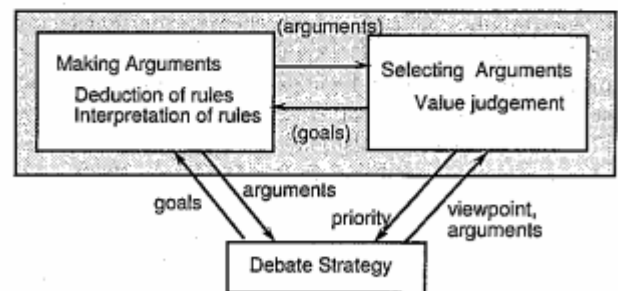 (arguments)
Making Arguments
Deduction of rules
Interpretation of rules
Selecting Arguments
Value judgement
(goals)
goals
arguments
priority
viewpoint,
arguments
Debate Strategy